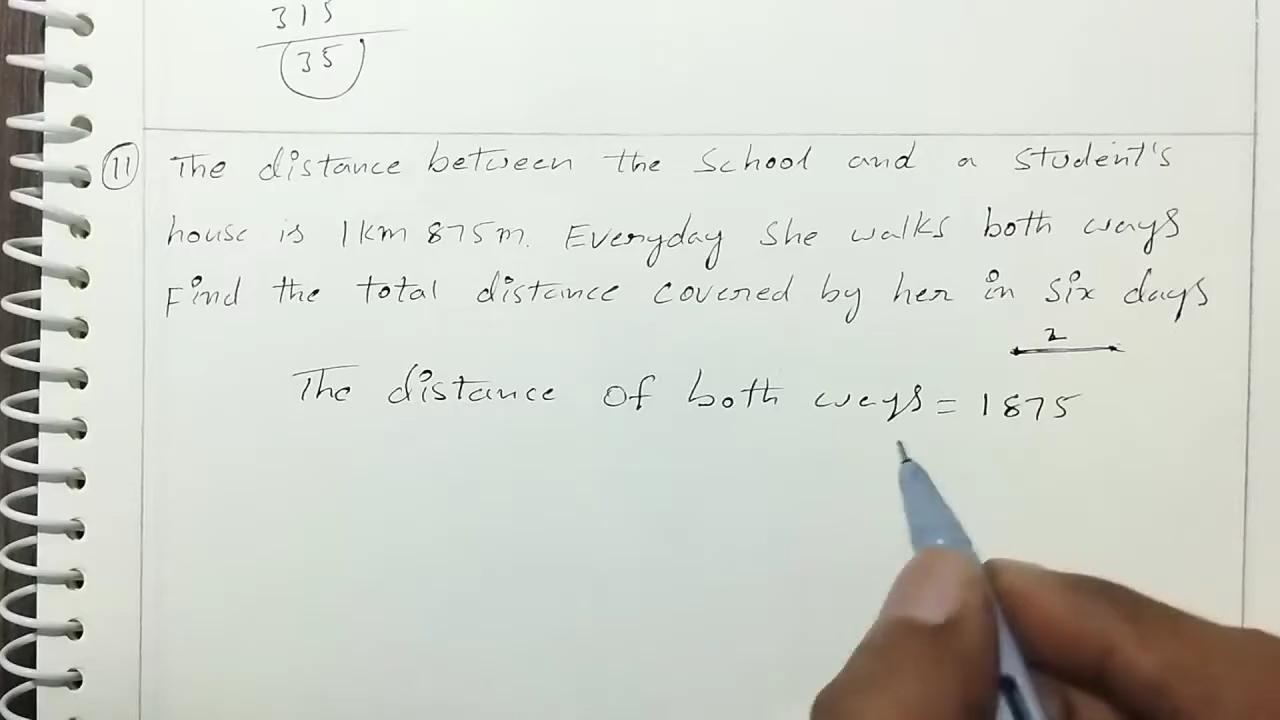 315
35
11 The distance between the School and a student's
house is 1km 875m. Everyday she walks both ways
Find the total distance covered by her in six days
2
The distance of both ways = 1875